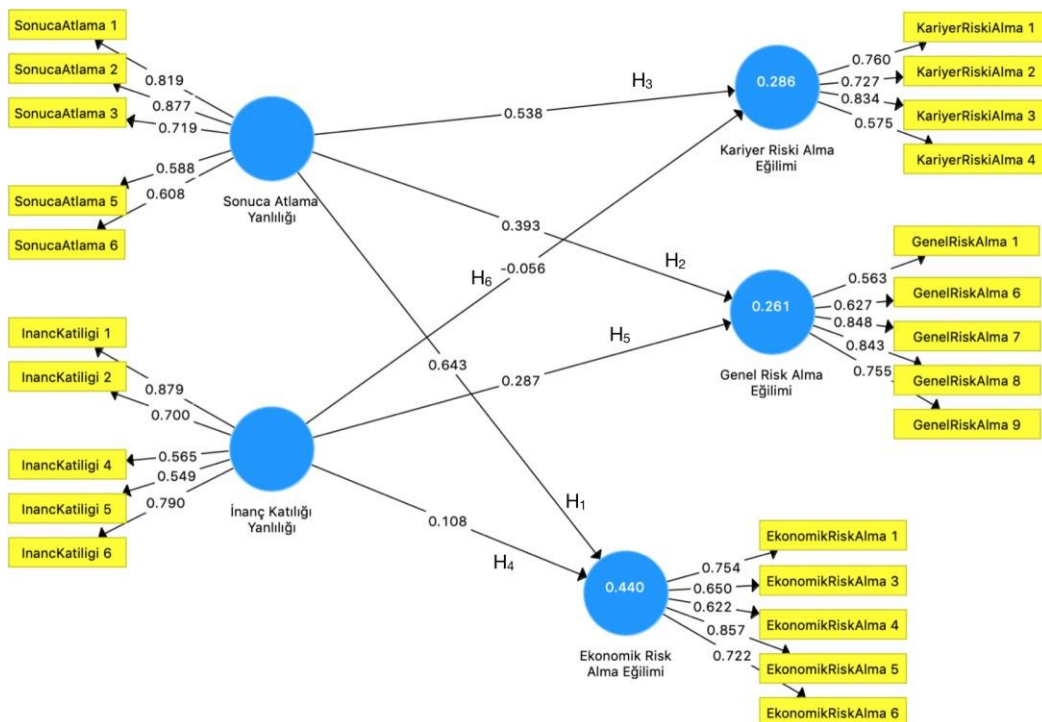 SonucaAtlama 1
SonucaAtlama 2
SonucaAtlama 3
SonucaAtlama 5
SonucaAtlama 6
0.819
0.877
0.719
0.588
0.608
Sonuca Atlama
Yanlılığı
InancKatiligi 1
InancKatiligi 2
InancKatiligi 4
InancKatiligi 5
InancKatiligi 6
0.879
0.700
0.565
0.549
0.790
İnanç Katılığı
Yanlılığı
H3
0.538
H6
-0.056
0.393
H2
H5
0.287
0.643
H1
0.108
H4
0.286
Kariyer Riski Alma
Eğilimi
0.760
0.727
0.834
0.575
KariyerRiskiAlma 1
KariyerRiskiAlma 2
KariyerRiskiAlma 3
KariyerRiskiAlma 4
0.261
Genel Risk Alma
Eğilimi
0.563
0.627
0.848
0.843
0.755
GenelRiskAlma 1
GenelRiskAlma 6
GenelRiskAlma 7
GenelRiskAlma 8
GenelRiskAlma 9
0.440
Ekonomik Risk
Alma Eğilimi
0.754
0.650
0.622
0.857
0.722
EkonomikRiskAlma 1
EkonomikRiskAlma 3
EkonomikRiskAlma 4
EkonomikRiskAlma 5
EkonomikRiskAlma 6